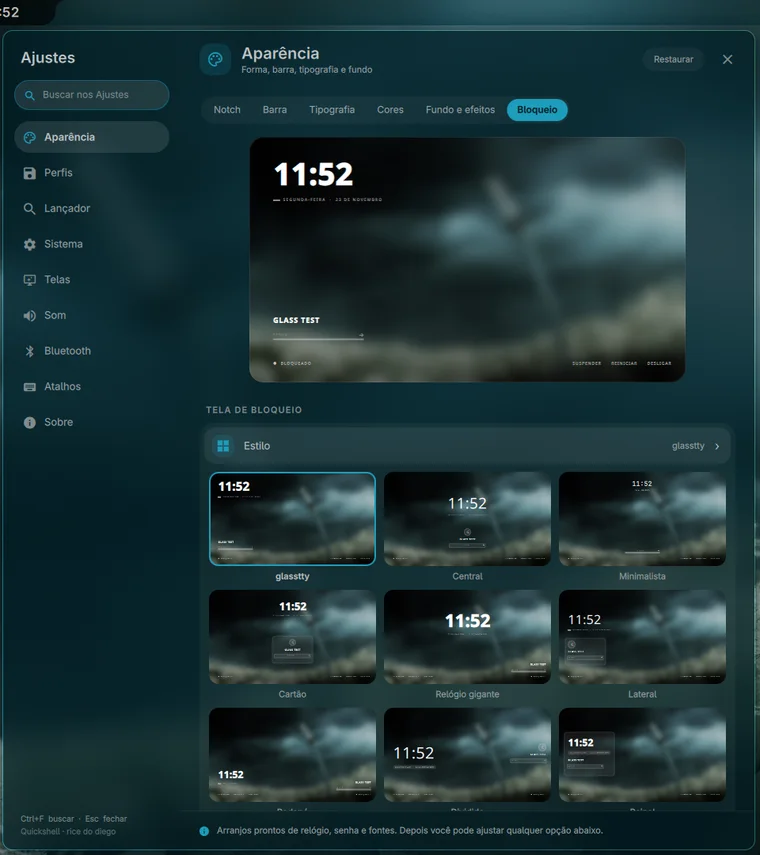 :52
Ajustes
Buscar nos Ajustes
Aparência
Perfis
Lançador
Sistema
Telas
Som
Bluetooth
Atalhos
Sobre
Ctrl+F buscar · Esc fechar
Quickshell · rice do diego
Aparência
Forma, barra, tipografia e fundo
Restaurar
Notch Barra Tipografia Cores Fundo e efeitos Bloqueio
11:52
SEGUNDA-FEIRA · 23 DE NOVEMBRO
GLASS TEST
BLOQUEADO
SUSPENDER REINICIAR DESLIGAR
TELA DE BLOQUEIO
Estilo glasstty
11:52 11:52 11:52
GLASS TEST
glasstty Central Minimalista
11:52 11:52 11:52
GLASS TEST
Cartão Relógio gigante Lateral
11:52 11:52 11:52
Arranjos prontos de relógio, senha e fontes. Depois você pode ajustar qualquer opção abaixo.